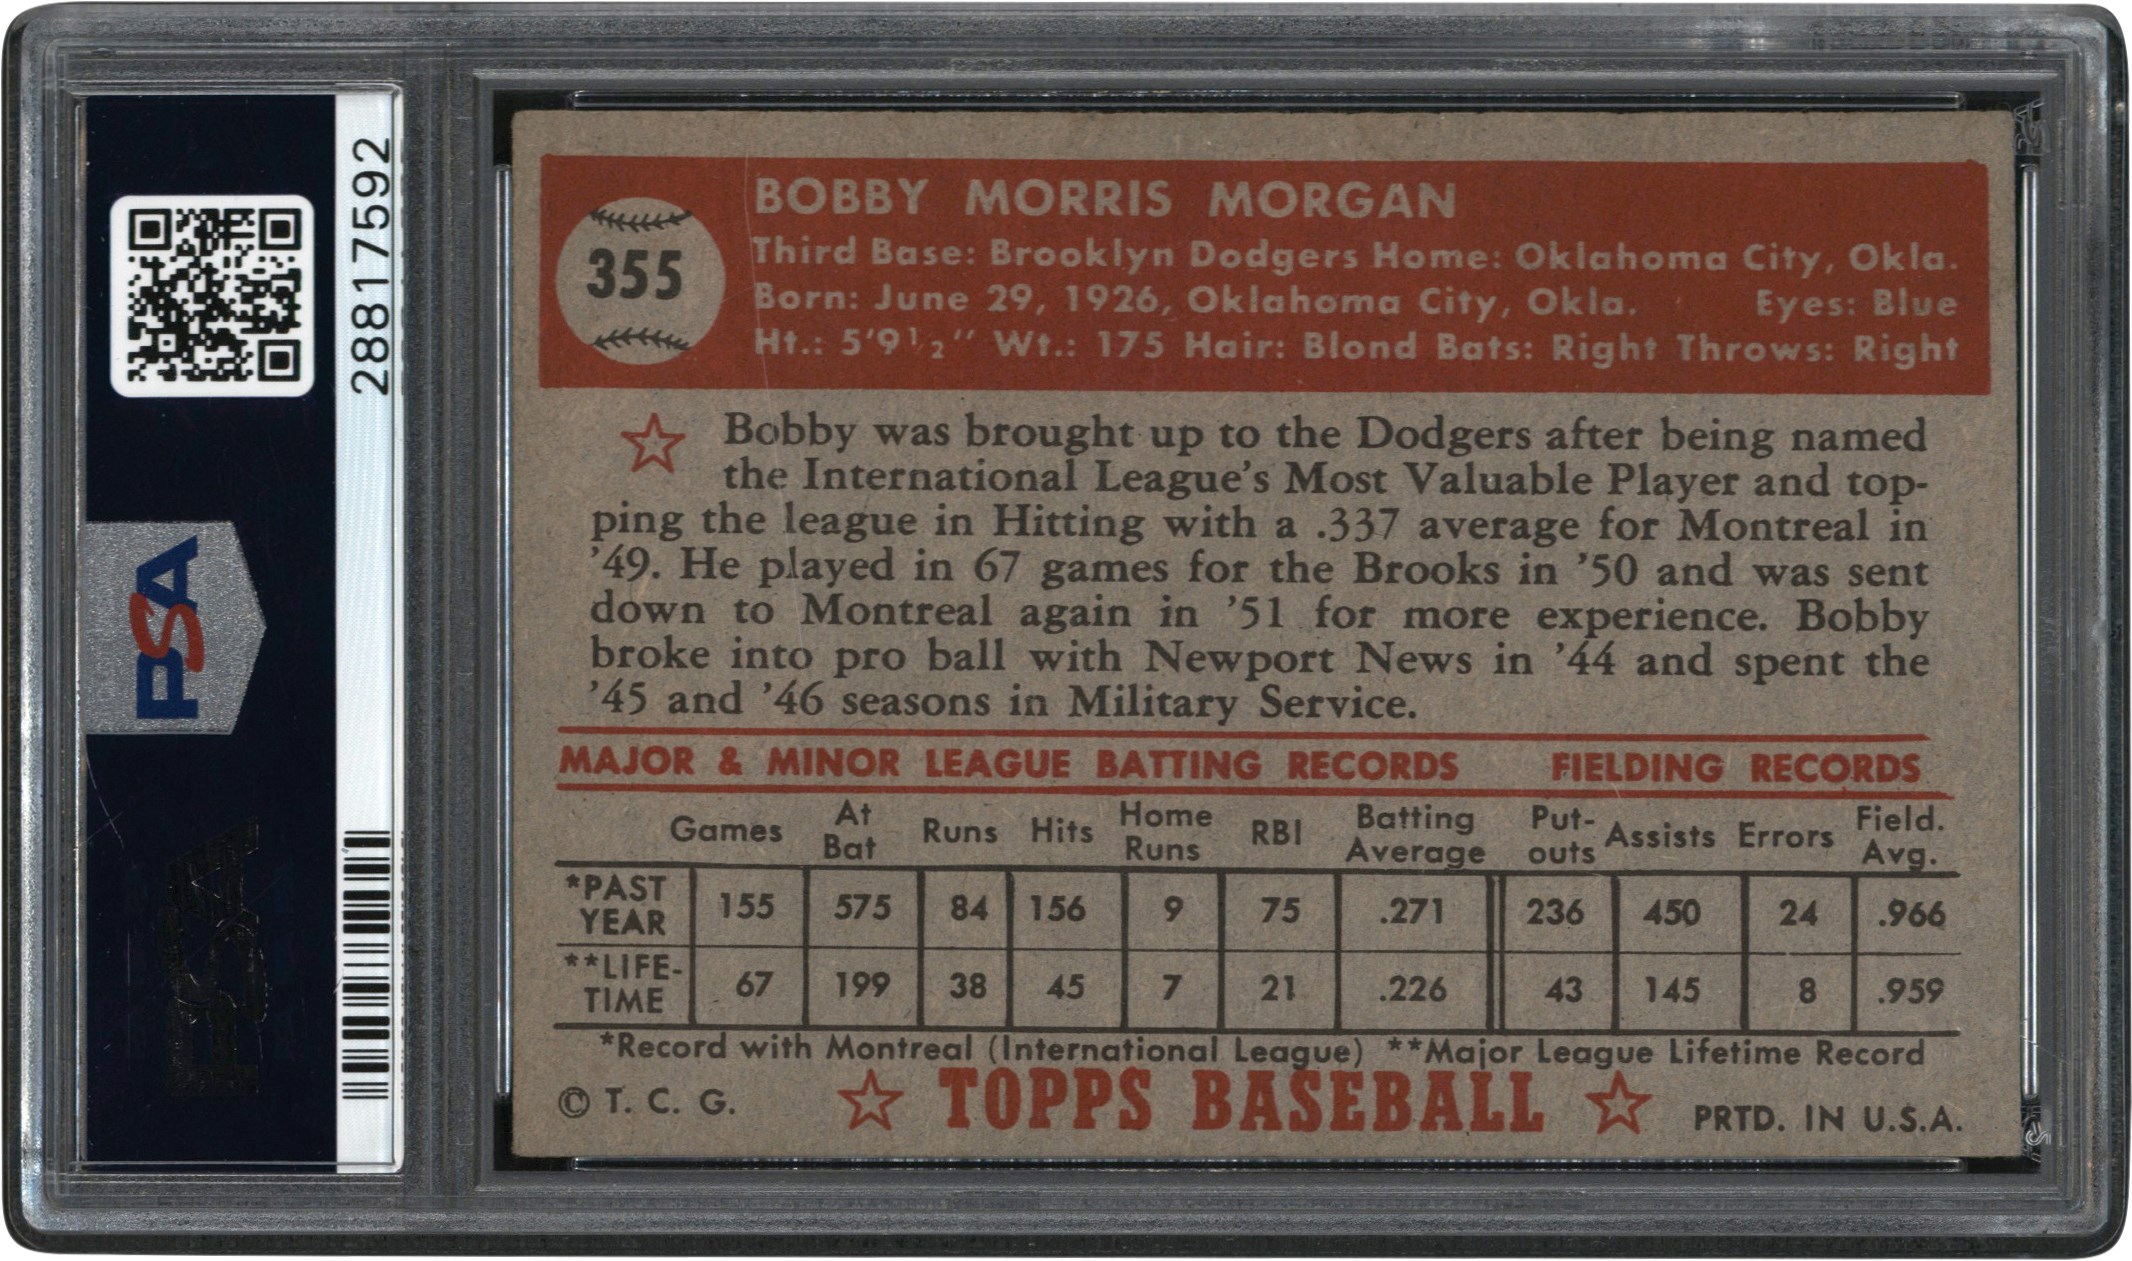 28817592
PSA
355
BOBBY MORRIS MORGAN
Third Base: Brooklyn Dodgers Home: Oklahoma City, Okla.
Born: June 29, 1926, Oklahoma City, Okla. Eyes: Blue
Ht.: 5'9 1/2" Wt.: 175 Hair: Blond Bats: Right Throws: Right
Bobby was brought up to the Dodgers after being named
the International League's Most Valuable Player and top-
ping the league in Hitting with a .337 average for Montreal in
'49. He played in 67 games for the Brooks in '50 and was sent
down to Montreal again in '51 for more experience. Bobby
broke into pro ball with Newport News in '44 and spent the
'45 and '46 seasons in Military Service.
MAJOR & MINOR LEAGUE BATTING RECORDS FIELDING RECORDS
Games At Bat Runs Hits Home Runs RBI Batting Average Put-outs Assists Errors Field. Avg.
*PAST YEAR 155 575 84 156 9 75 .271 236 450 24 .966
**LIFE-TIME 67 199 38 45 7 21 .226 43 145 8 .959
*Record with Montreal (International League) **Major League Lifetime Record
© T. C. G. TOPPS BASEBALL PRTD. IN U.S.A.